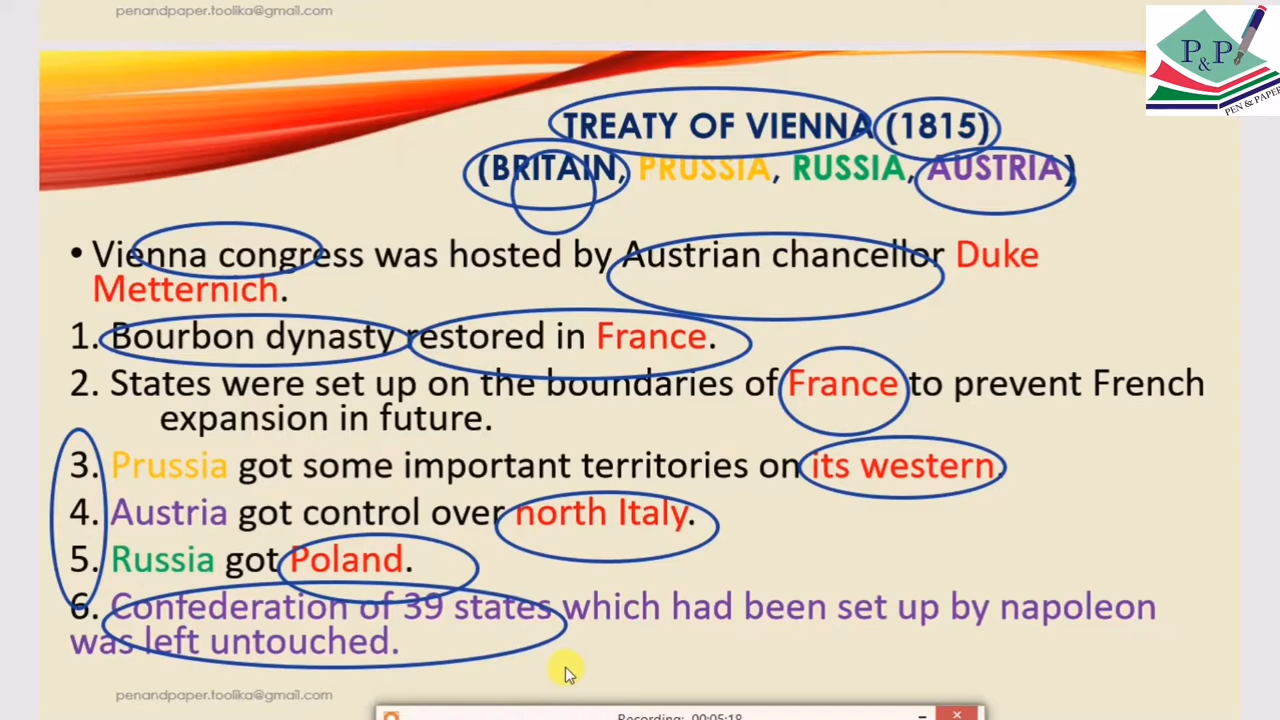 penandpaper.toolika@gmail.com
P&P
PEN & PAPER
TREATY OF VIENNA (1815)
(BRITAIN, PRUSSIA, RUSSIA, AUSTRIA)
• Vienna congress was hosted by Austrian chancellor Duke
Metternich.
1. Bourbon dynasty restored in France.
2. States were set up on the boundaries of France to prevent French
expansion in future.
3. Prussia got some important territories on its western.
4. Austria got control over north Italy.
5. Russia got Poland.
6. Confederation of 39 states which had been set up by napoleon
was left untouched.
penandpaper.toolika@gmail.com
Recording: 00:05:18